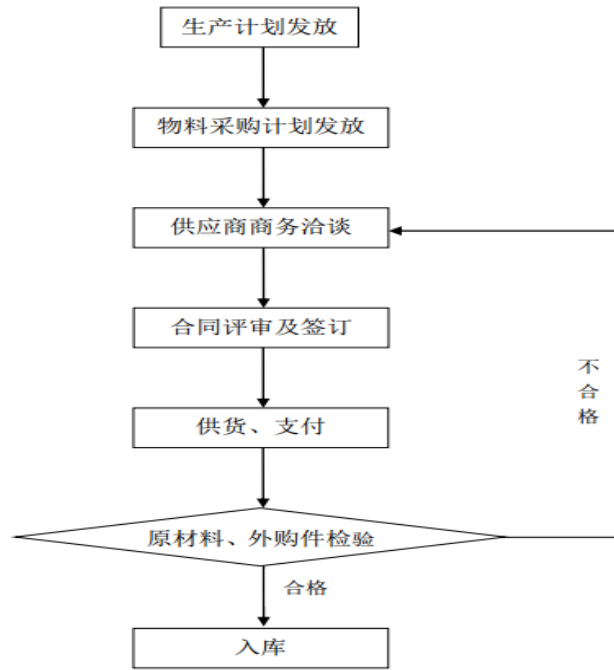 生产计划发放
物料采购计划发放
供应商商务洽谈
合同评审及签订
供货、支付
不合格
原材料、外购件检验
合格
入库